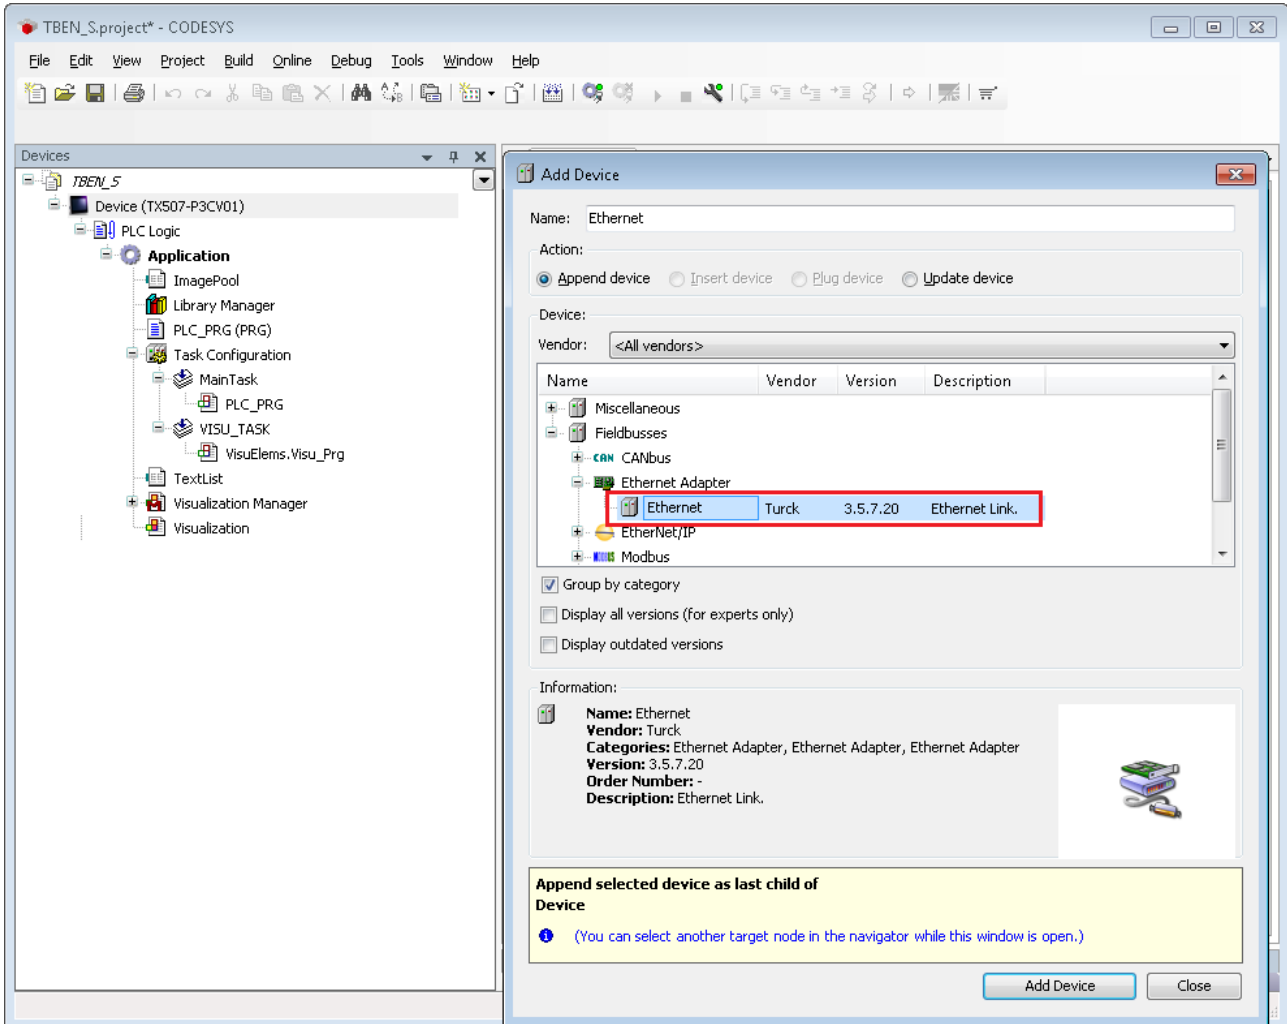 TBEN_S.project* - CODESYS
File Edit View Project Build Online Debug Tools Window Help
Devices
TBEN_S
Device (TX507-P3CV01)
PLC Logic
Application
ImagePool
Library Manager
PLC_PRG (PRG)
Task Configuration
MainTask
PLC_PRG
VISU_TASK
VisuElems.Visu_Prg
TextList
Visualization Manager
Visualization
Add Device
Name: Ethernet
Action:
Append device Insert device Plug device Update device
Device:
Vendor: <All vendors>
Name Vendor Version Description
Miscellaneous
Fieldbusses
CAN CANbus
Ethernet Adapter
Ethernet Turck 3.5.7.20 Ethernet Link.
EtherNet/IP
Modbus
Group by category
Display all versions (for experts only)
Display outdated versions
Information:
Name: Ethernet
Vendor: Turck
Categories: Ethernet Adapter, Ethernet Adapter, Ethernet Adapter
Version: 3.5.7.20
Order Number: -
Description: Ethernet Link.
Append selected device as last child of
Device
(You can select another target node in the navigator while this window is open.)
Add Device Close